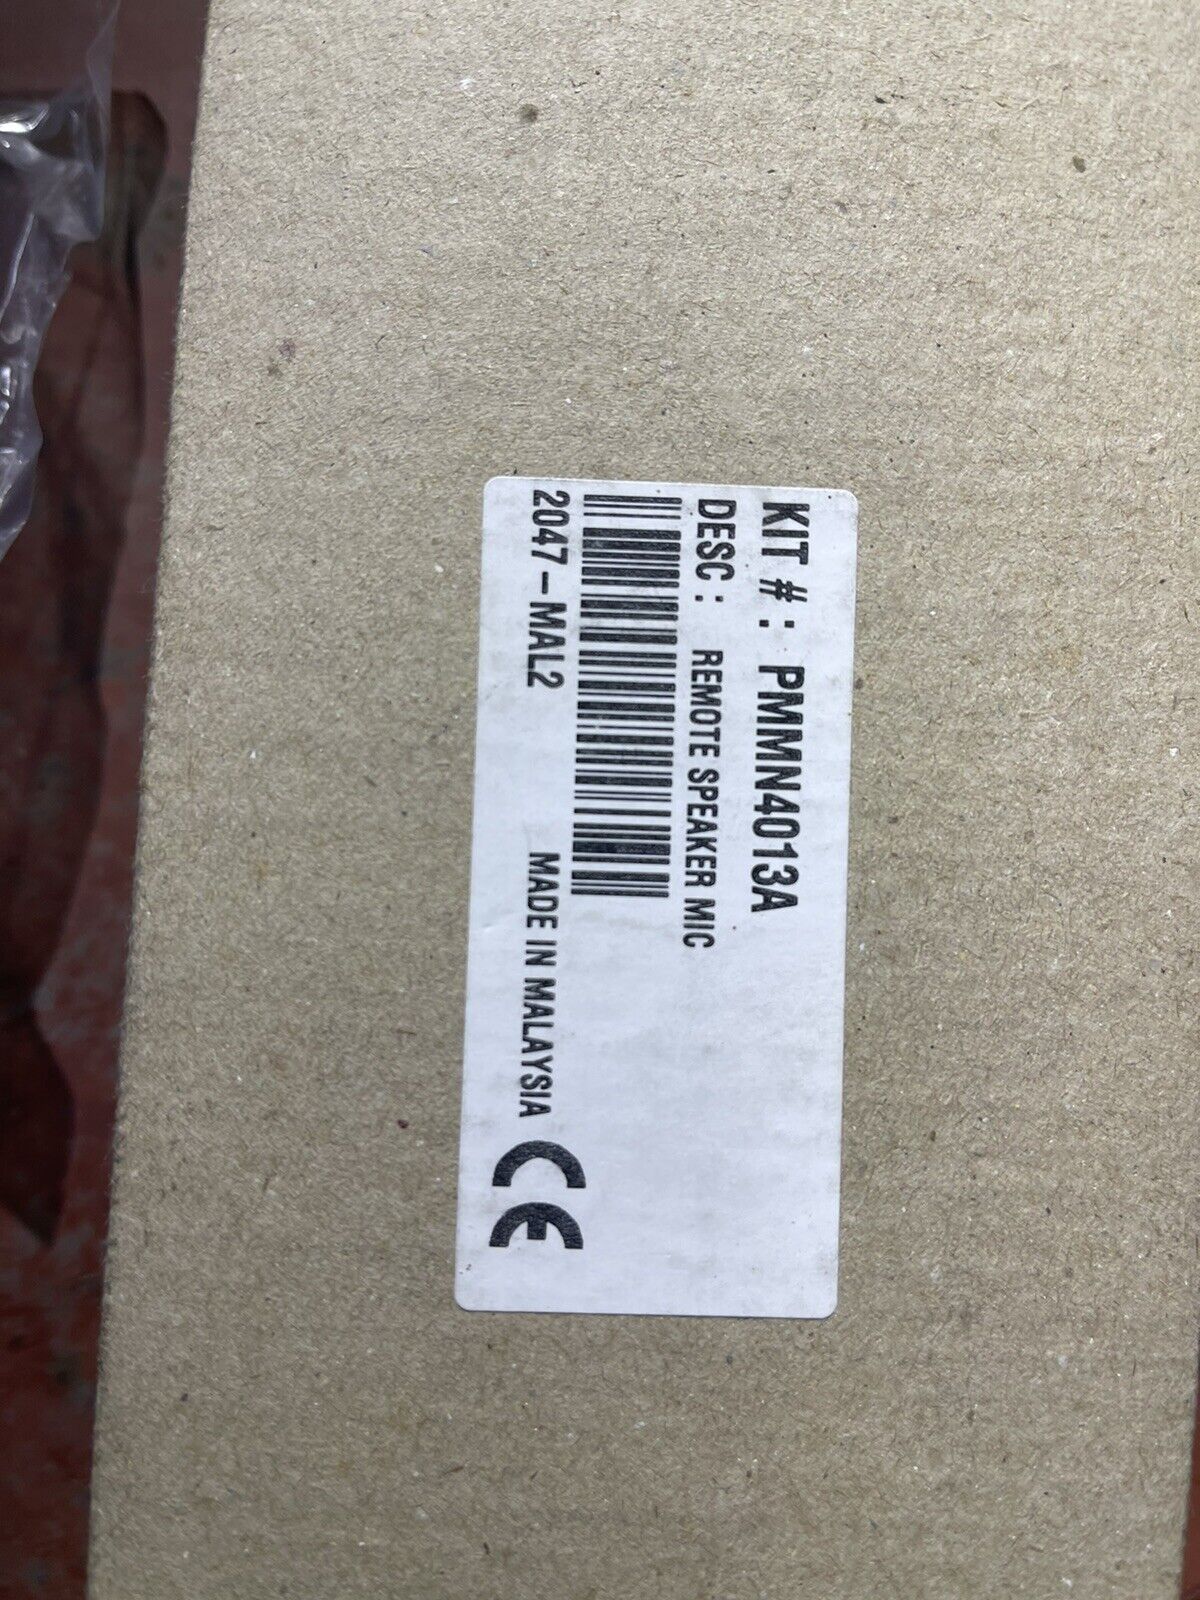 KIT #: PMMN4013A
DESC : REMOTE SPEAKER MIC
2047-MAL2 MADE IN MALAYSIA CE